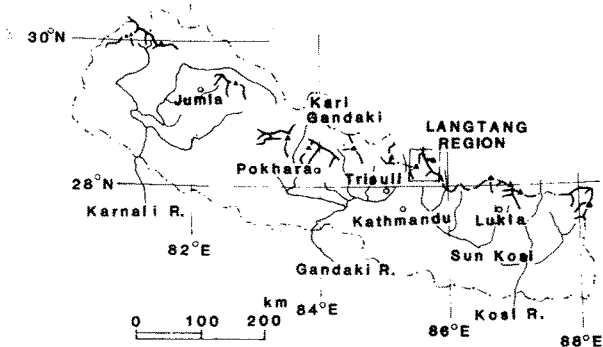 30°N
Jumla
Kari
Gandaki
LANGTANG
REGION
Pokhara
Trisuli
28°N
Karnali R.
Kathmandu
Lukla
82°E
Sun Kosi
Gandaki R.
km
84°E
86°E
Kosi R.
88°E
0 100 200